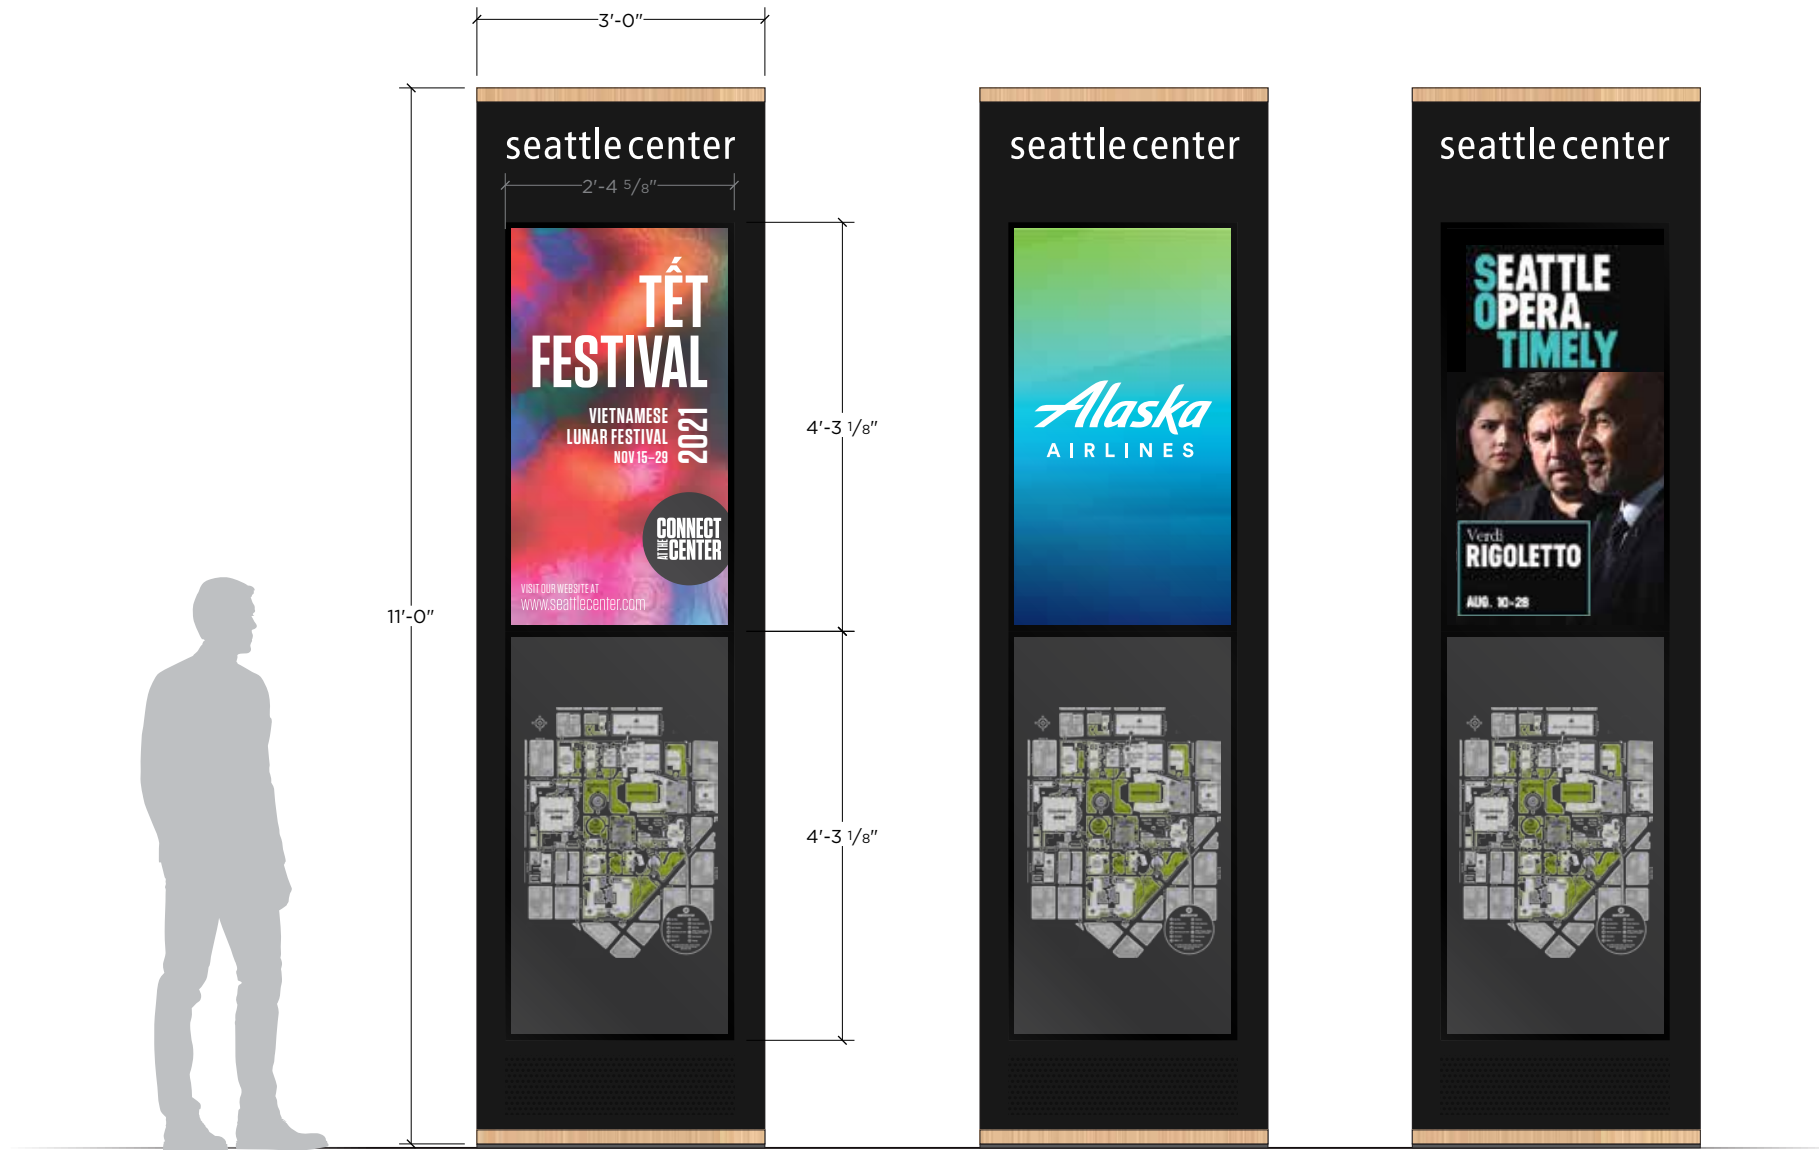 3'-0"
seattle center
2'-4 5/8"
TẾT
FESTIVAL
VIETNAMESE
LUNAR FESTIVAL
NOV 15–29
2021
CONNECT
AT THE
CENTER
VISIT OUR WEBSITE AT
www.seattlecenter.com
11'-0"
4'-3 1/8"
4'-3 1/8"
seattle center
Alaska
AIRLINES
seattle center
SEATTLE
OPERA.
TIMELY
Verdi
RIGOLETTO
AUG. 10-28